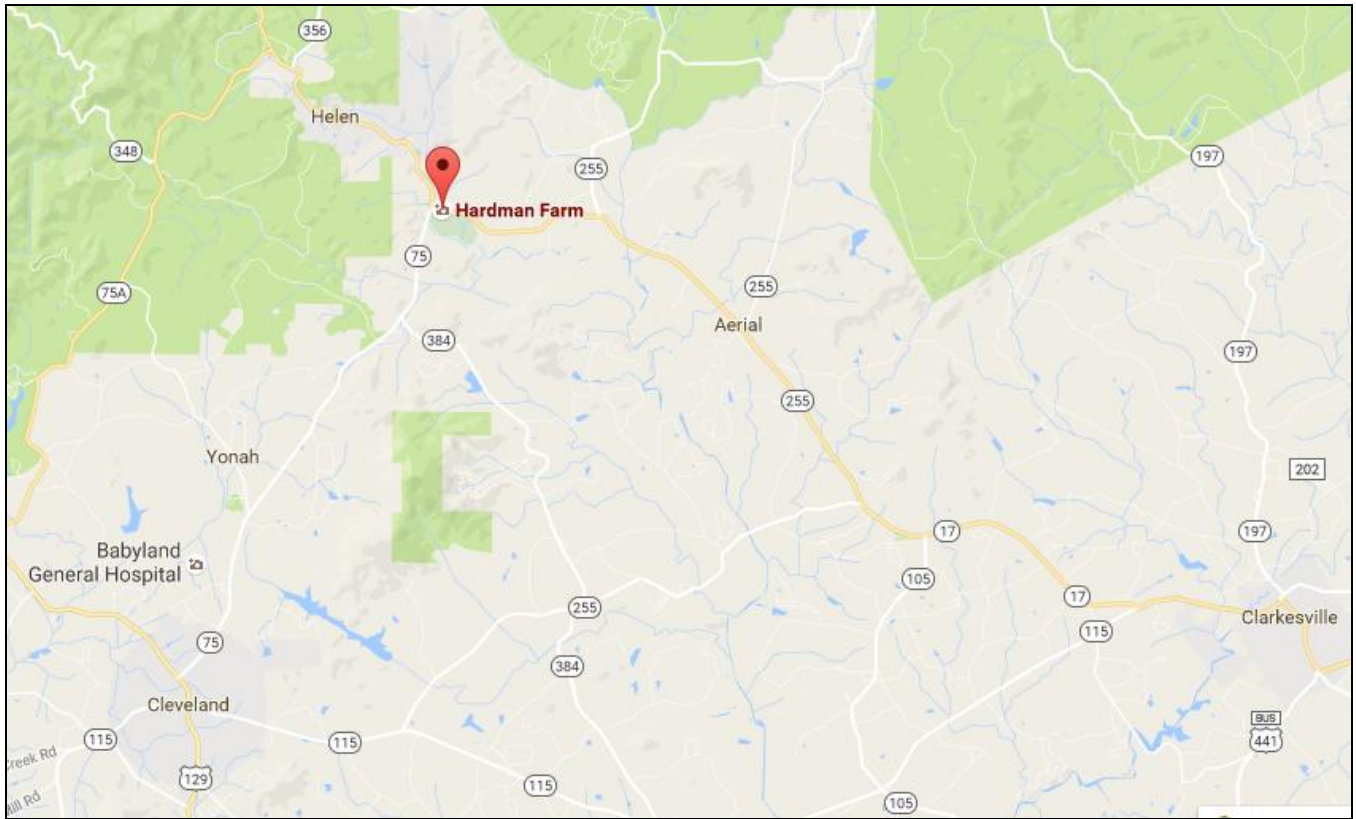 356
Helen
348
255
197
Hardman Farm
75
255
75A
Aerial
384
197
255
Yonah
202
17
197
Babyland
General Hospital
105
17
255
Clarkesville
115
75
384
Cleveland
BUS
441
115
115
Creek Rd
129
115
Mill Rd
105